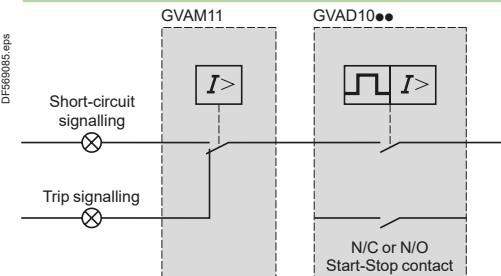 GVAM11
GVAD10●●
DF569085.eps
I>
I>
Short-circuit
signalling
Trip signalling
N/C or N/O
Start-Stop contact